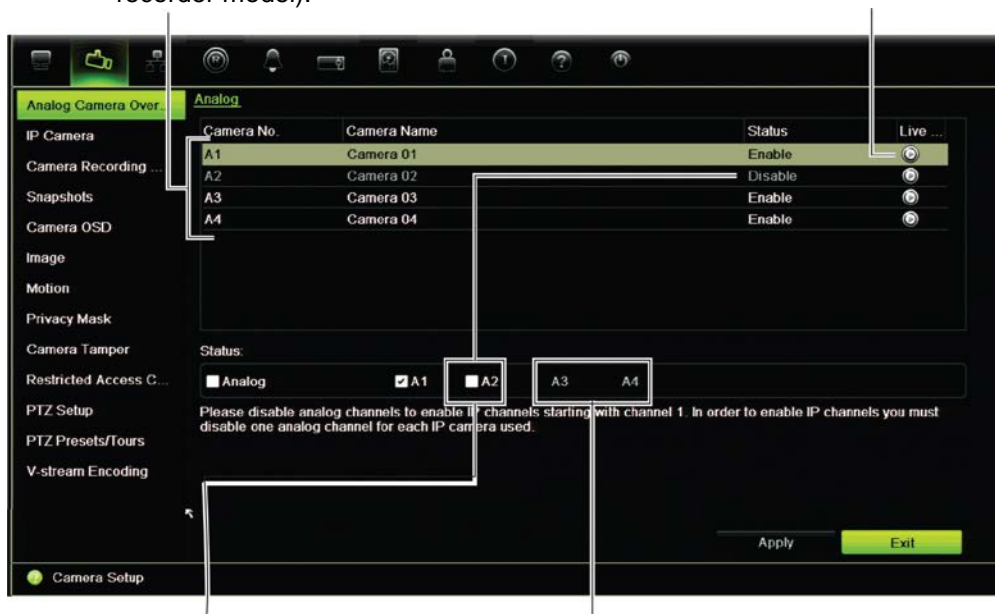 recorder model).
Analog Camera Over...
IP Camera
Camera Recording ...
Snapshots
Camera OSD
Image
Motion
Privacy Mask
Camera Tamper
Restricted Access C...
PTZ Setup
PTZ Presets/Tours
V-stream Encoding
Analog
Camera No. Camera Name Status Live ...
A1 Camera 01 Enable
A2 Camera 02 Disable
A3 Camera 03 Enable
A4 Camera 04 Enable
Status:
Analog A1 A2 A3 A4
Please disable analog channels to enable IP channels starting with channel 1. In order to enable IP channels you must
disable one analog channel for each IP camera used.
Apply Exit
Camera Setup